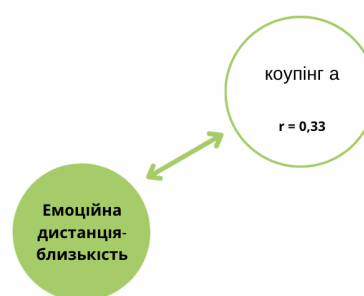 коупінг а
r = 0,33
Емоційна
дистанція-
близькість